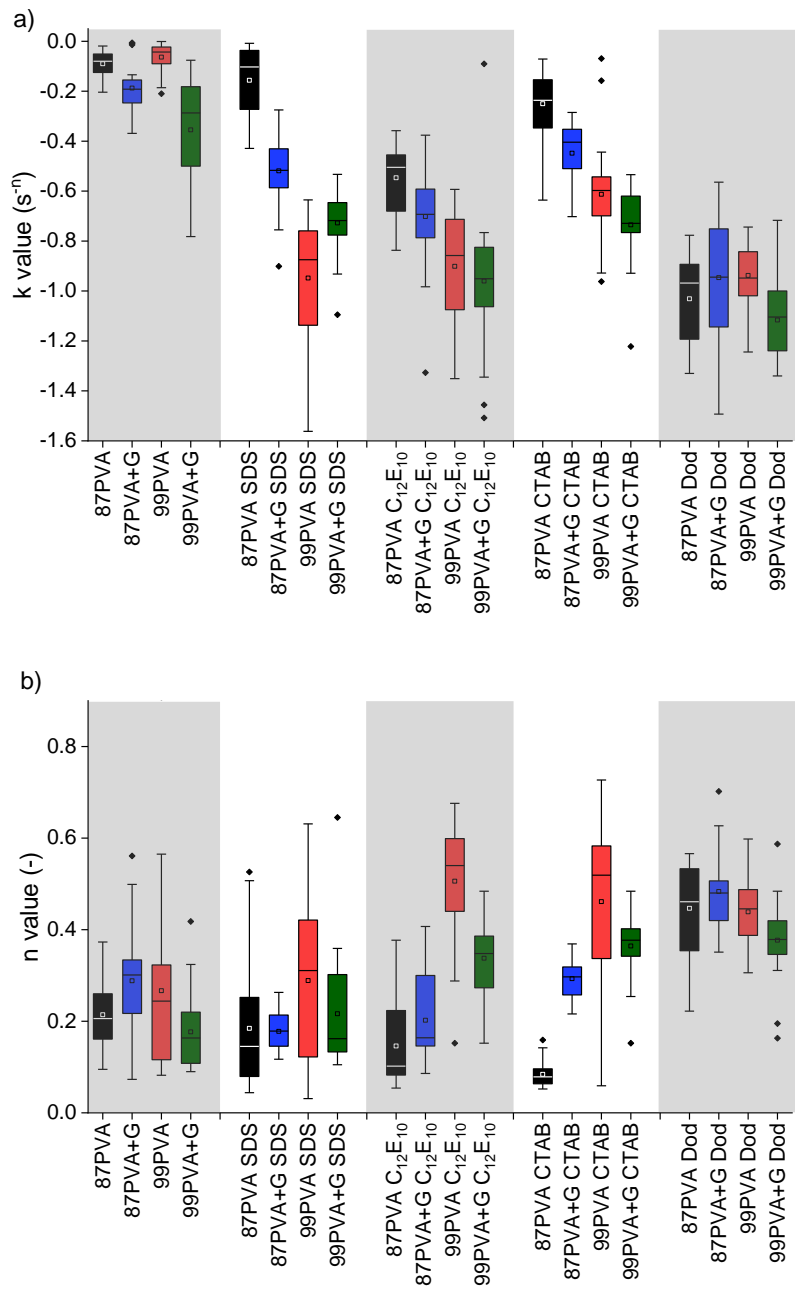 a)
0.0
-0.2
-0.4
-0.6
-0.8
-1.0
-1.2
-1.4
-1.6
k value (s⁻ⁿ)
87PVA
87PVA+G
99PVA
99PVA+G
87PVA SDS
87PVA+G SDS
99PVA SDS
99PVA+G SDS
87PVA C₁₂E₁₀
87PVA+G C₁₂E₁₀
99PVA C₁₂E₁₀
99PVA+G C₁₂E₁₀
87PVA CTAB
87PVA+G CTAB
99PVA CTAB
99PVA+G CTAB
87PVA Dod
87PVA+G Dod
99PVA Dod
99PVA+G Dod
b)
0.8
0.6
0.4
0.2
0.0
n value (-)
87PVA
87PVA+G
99PVA
99PVA+G
87PVA SDS
87PVA+G SDS
99PVA SDS
99PVA+G SDS
87PVA C₁₂E₁₀
87PVA+G C₁₂E₁₀
99PVA C₁₂E₁₀
99PVA+G C₁₂E₁₀
87PVA CTAB
87PVA+G CTAB
99PVA CTAB
99PVA+G CTAB
87PVA Dod
87PVA+G Dod
99PVA Dod
99PVA+G Dod